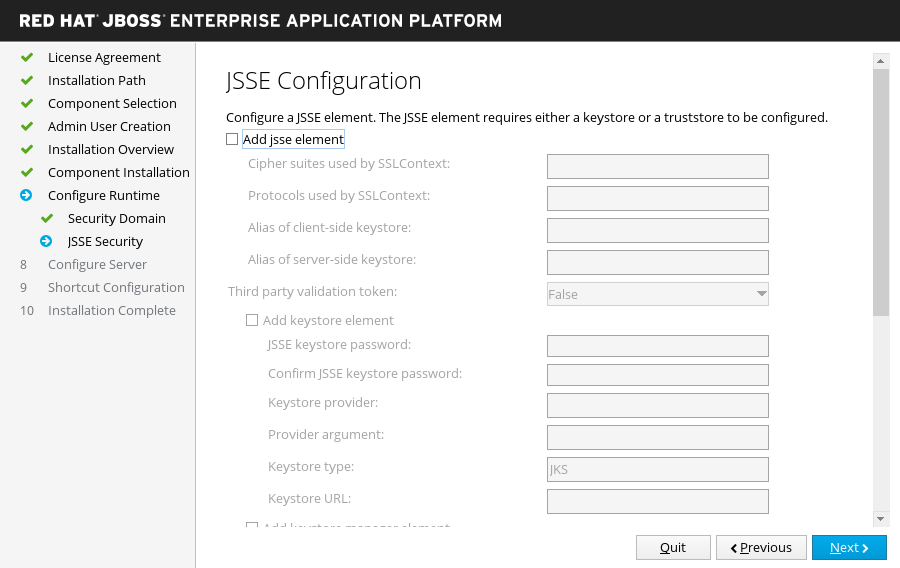 RED HAT® JBOSS® ENTERPRISE APPLICATION PLATFORM
License Agreement
Installation Path
Component Selection
Admin User Creation
Installation Overview
Component Installation
Configure Runtime
Security Domain
JSSE Security
8 Configure Server
9 Shortcut Configuration
10 Installation Complete
JSSE Configuration
Configure a JSSE element. The JSSE element requires either a keystore or a truststore to be configured.
Add jsse element
Cipher suites used by SSLContext:
Protocols used by SSLContext:
Alias of client-side keystore:
Alias of server-side keystore:
Third party validation token: False
Add keystore element
JSSE keystore password:
Confirm JSSE keystore password:
Keystore provider:
Provider argument:
Keystore type: JKS
Keystore URL:
Add keystore manager element
Quit Previous Next